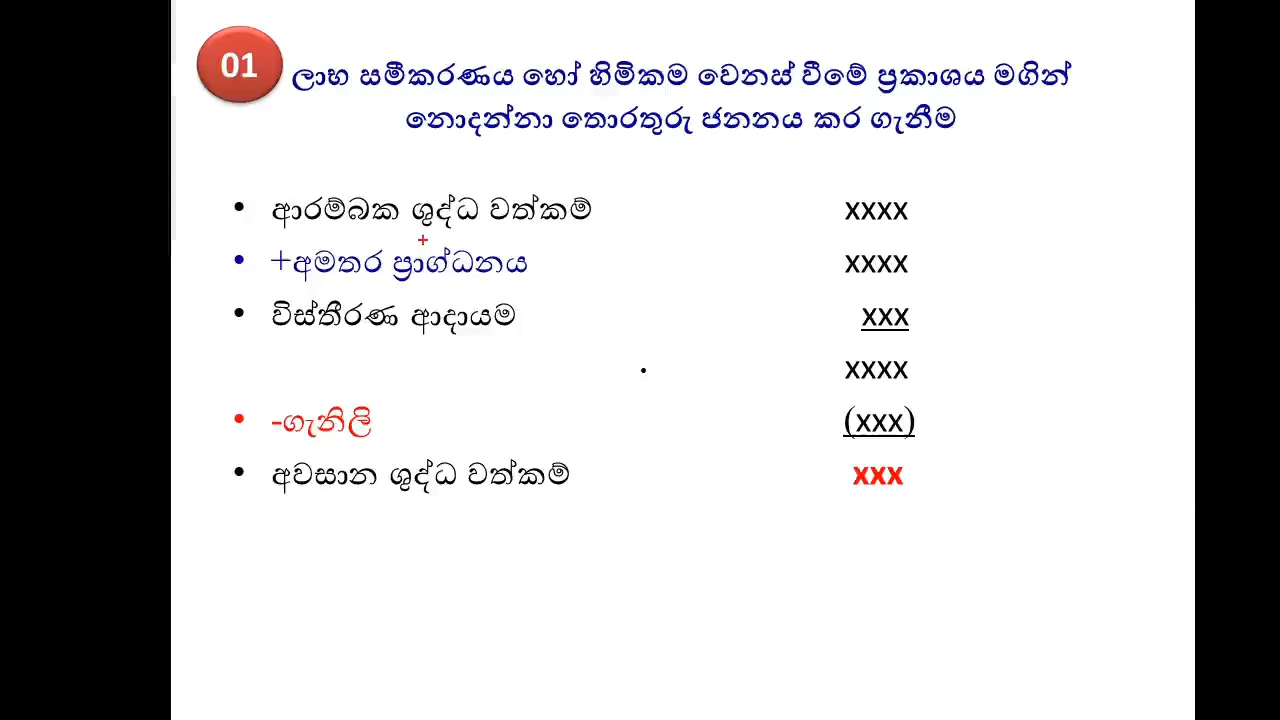 01
ලාභ සමීකරණය හෝ හිමිකම වෙනස් වීමේ ප්‍රකාශය මගින්
නොදන්නා තොරතුරු ජනනය කර ගැනීම
• ආරම්බක ශුද්ධ වත්කම් xxxx
+
• +අමතර ප්‍රාග්ධනය xxxx
• විස්තීරණ ආදායම xxx
xxxx
• -ගැනිලි (xxx)
• අවසාන ශුද්ධ වත්කම් xxx